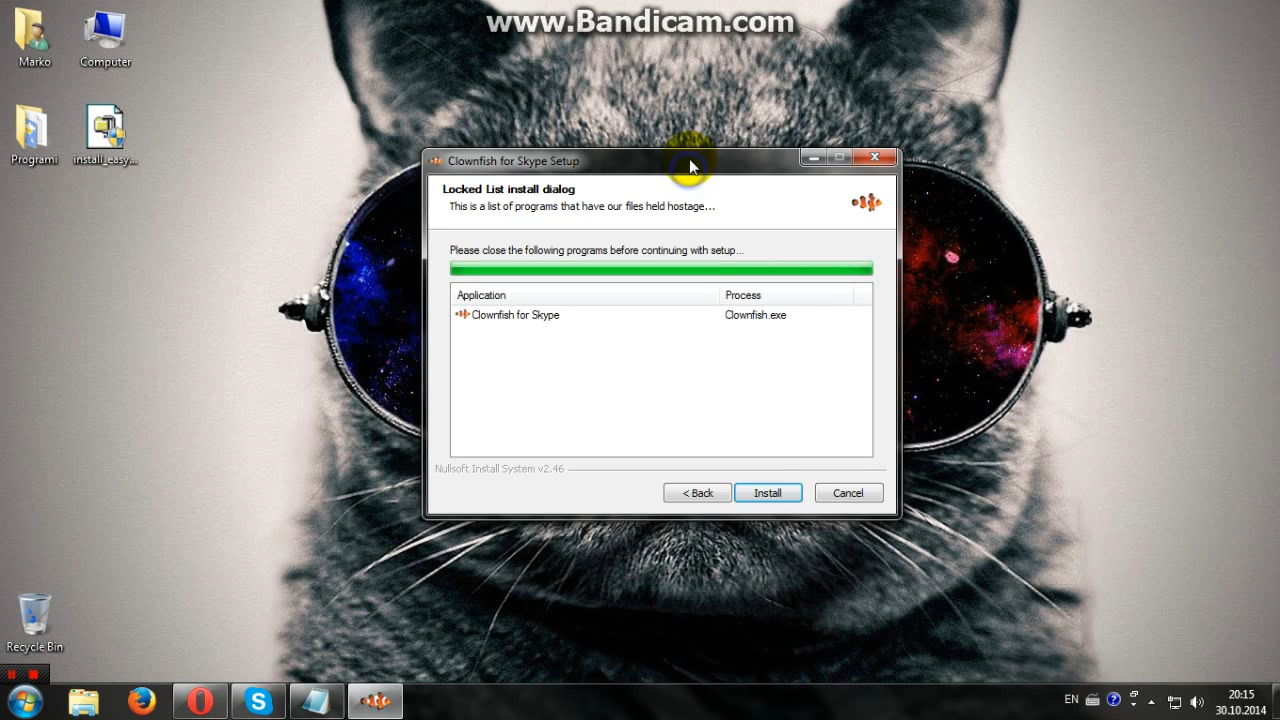 www.Bandicam.com
Marko
Computer
Programi
install_easy...
Clownfish for Skype Setup
Locked List install dialog
This is a list of programs that have our files held hostage...
Please close the following programs before continuing with setup...
Application Process
Clownfish for Skype Clownfish.exe
Nullsoft Install System v2.46
< Back Install Cancel
Recycle Bin
EN
20:15
30.10.2014